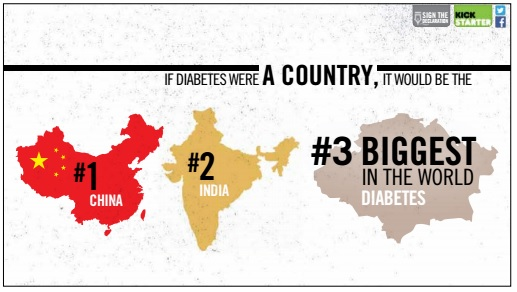 SIGN THE
DECLARATION
KICK
STARTER
IF DIABETES WERE A COUNTRY, IT WOULD BE THE
#1
CHINA
#2
INDIA
#3 BIGGEST
IN THE WORLD
DIABETES